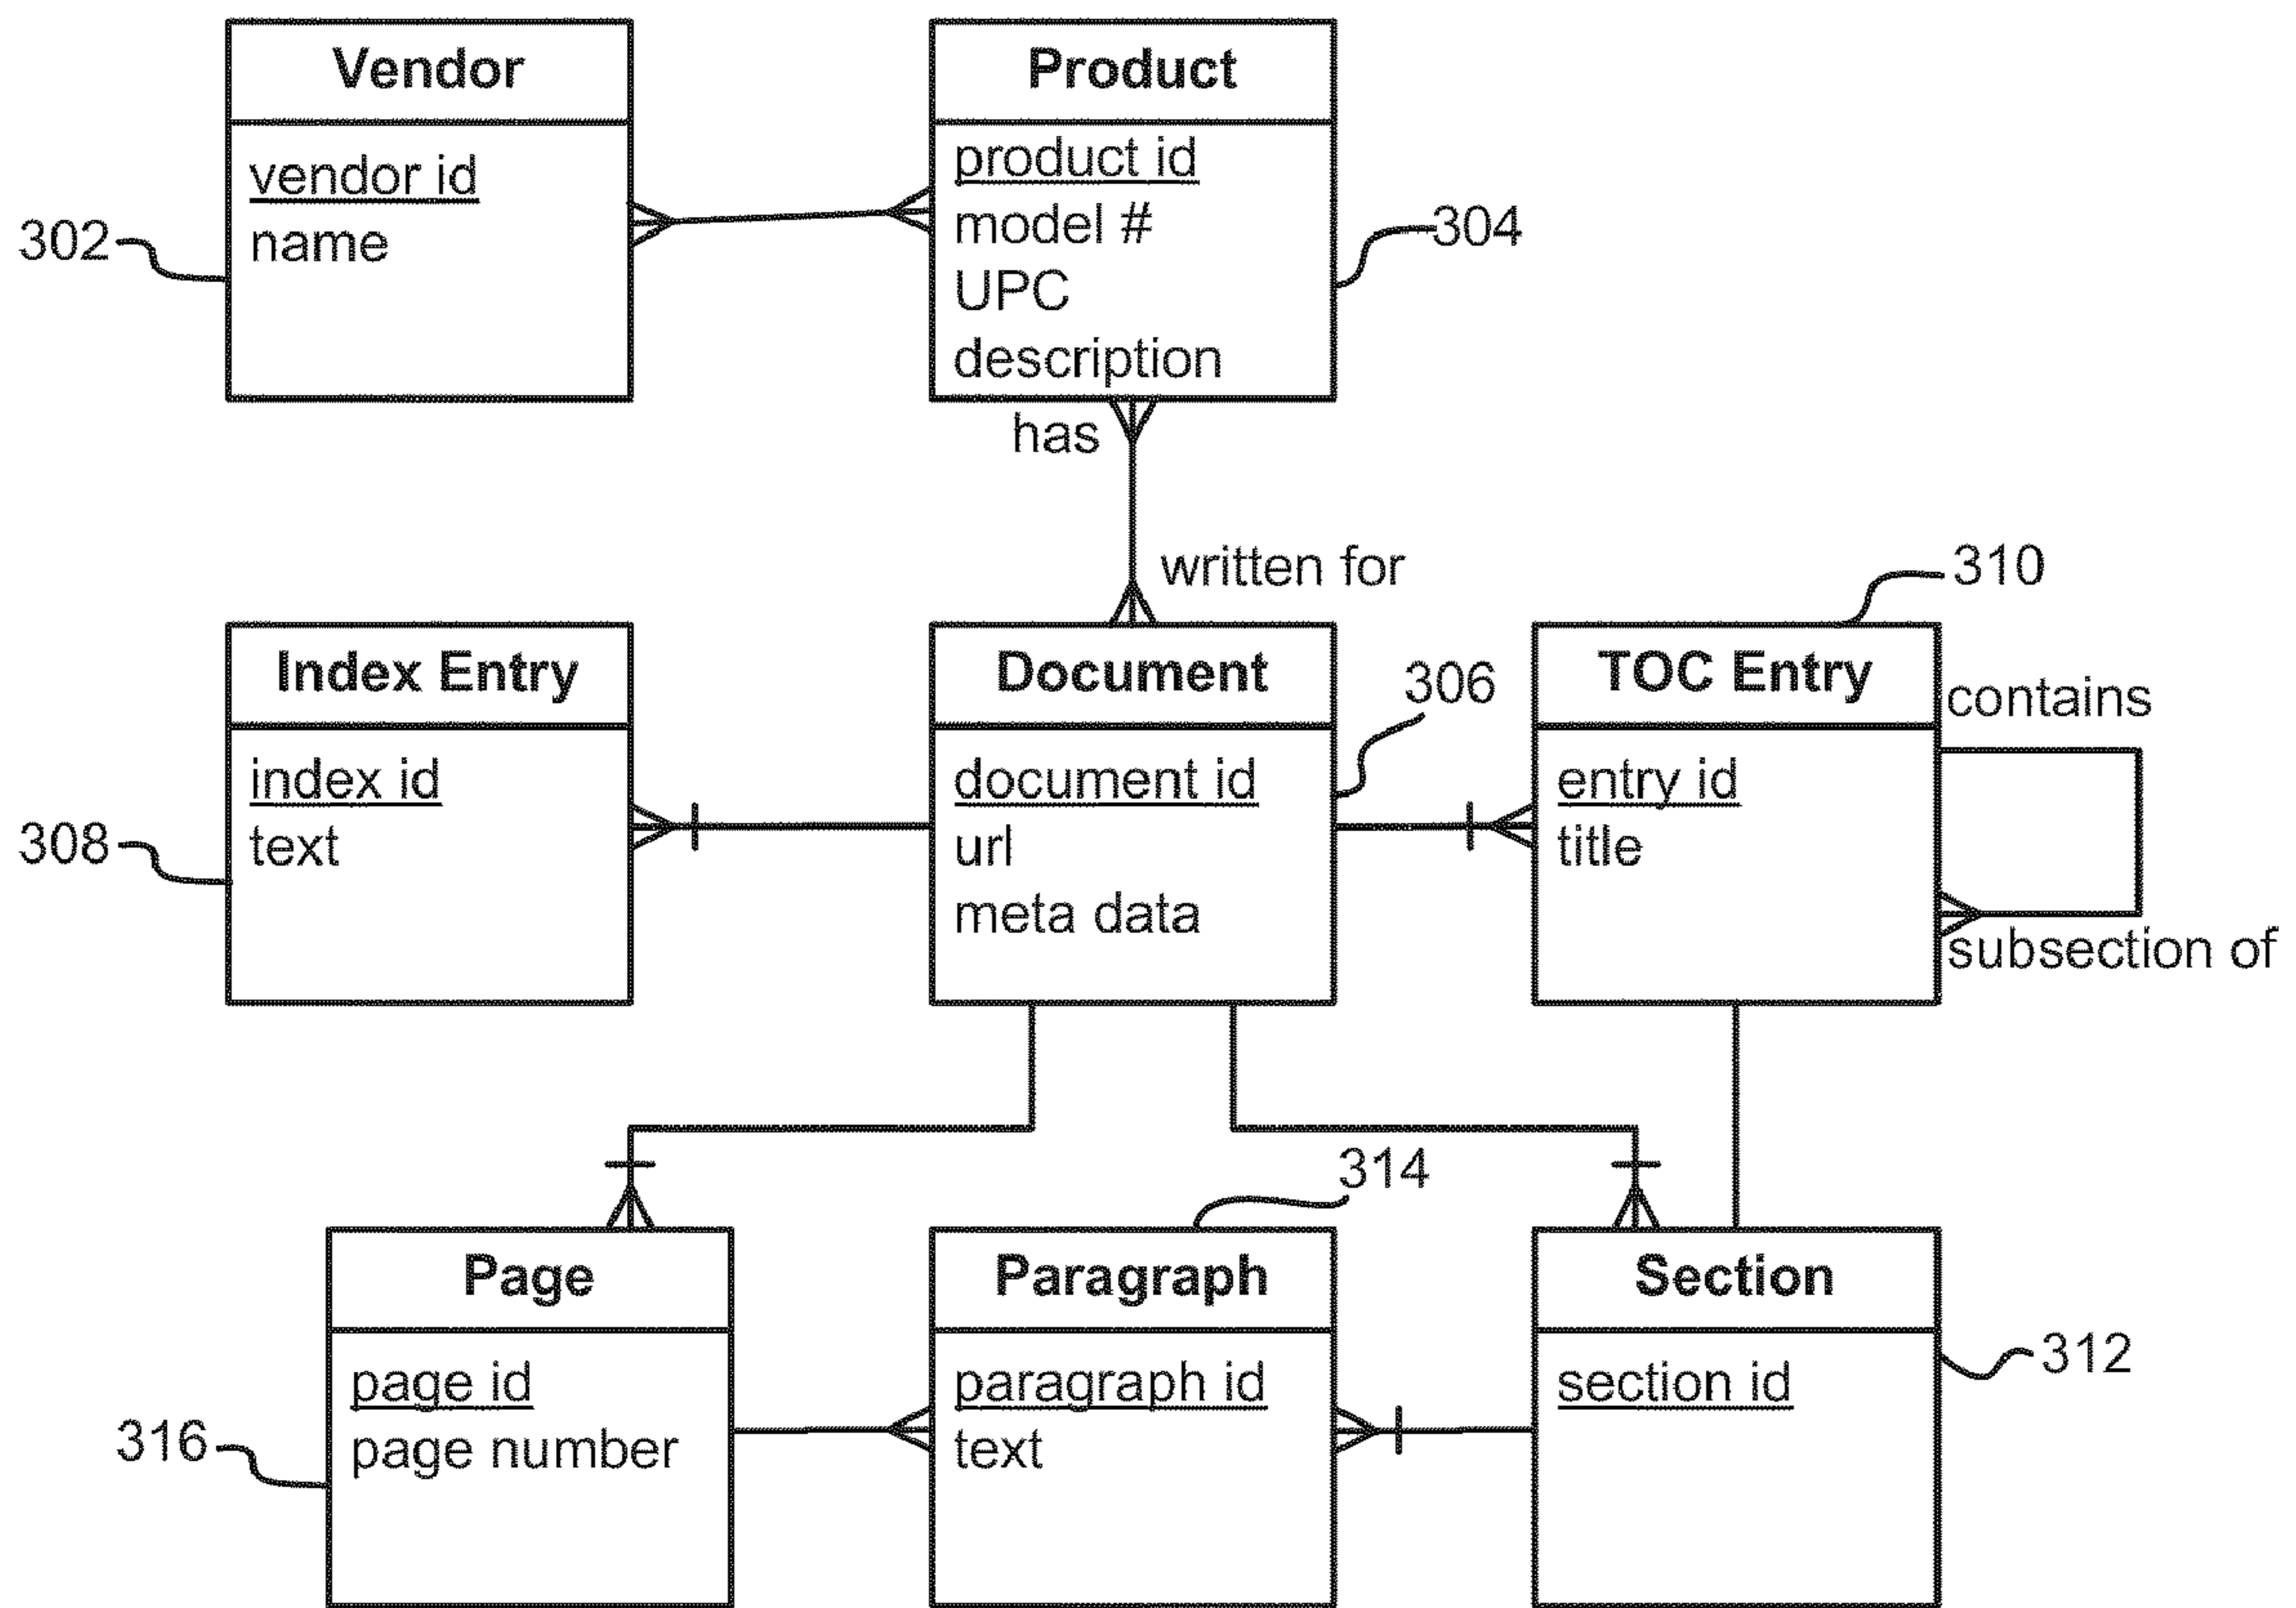 Vendor
vendor id
name
302
Product
product id
model #
UPC
description
304
has
written for
Index Entry
index id
text
308
Document
document id
url
meta data
306
TOC Entry
entry id
title
310
contains
subsection of
Page
page id
page number
316
Paragraph
paragraph id
text
314
Section
section id
312